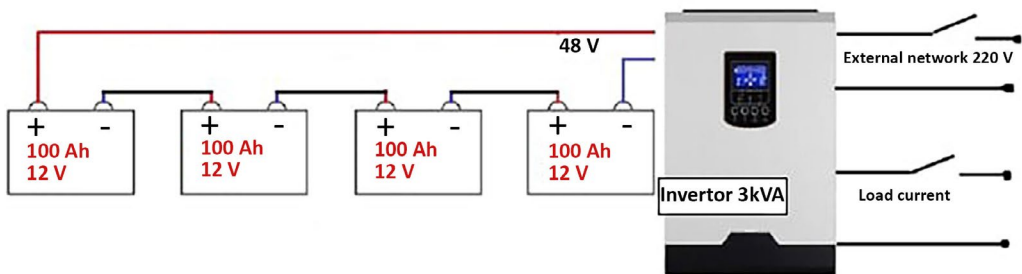 48 V
External network 220 V
+ -
100 Ah
12 V
+ -
100 Ah
12 V
+ -
100 Ah
12 V
+ -
100 Ah
12 V
Invertor 3kVA
Load current